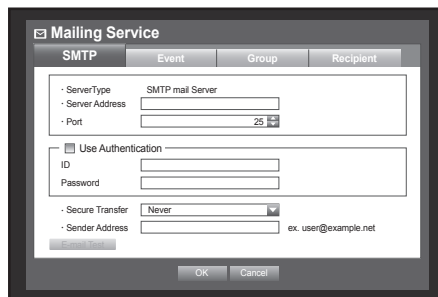 Mailing Service
SMTP Event Group Recipient
· ServerType SMTP mail Server
· Server Address
· Port 25
Use Authentication
ID
Password
· Secure Transfer Never
· Sender Address ex. user@example.net
E-mail Test
OK Cancel